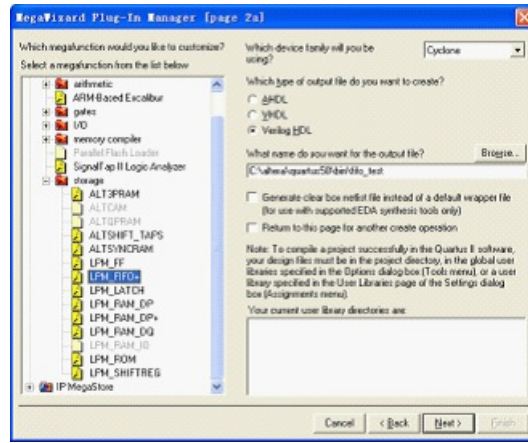 MegaWizard Plug-In Manager [page 2a]
Which megafunction would you like to customize?
Select a megafunction from the list below
arithmetic
ARM-Based Excalibur
gates
I/O
memory compiler
Parallel Flash Loader
SignalTap II Logic Analyzer
storage
ALT3PRAM
ALTCAM
ALTQPRAM
ALTSHIFT_TAPS
ALTSYNCRAM
LPM_FF
LPM_FIFO+
LPM_LATCH
LPM_RAM_DP
LPM_RAM_DP+
LPM_RAM_DQ
LPM_RAM_IO
LPM_ROM
LPM_SHIFTREG
IP MegaStore
Which device family will you be
using?
Cyclone
Which type of output file do you want to create?
AHDL
VHDL
Verilog HDL
What name do you want for the output file?
Browse...
Generate clear box netlist file instead of a default wrapper file
(for use with supported EDA synthesis tools only)
Return to this page for another create operation
Note: To compile a project successfully in the Quartus II software,
your design files must be in the project directory, in the global user
libraries specified in the Options dialog box (Tools menu), or a user
library specified in the User Libraries page of the Settings dialog
box (Assignments menu).
Your current user library directories are:
Cancel
< Back
Next >
Finish